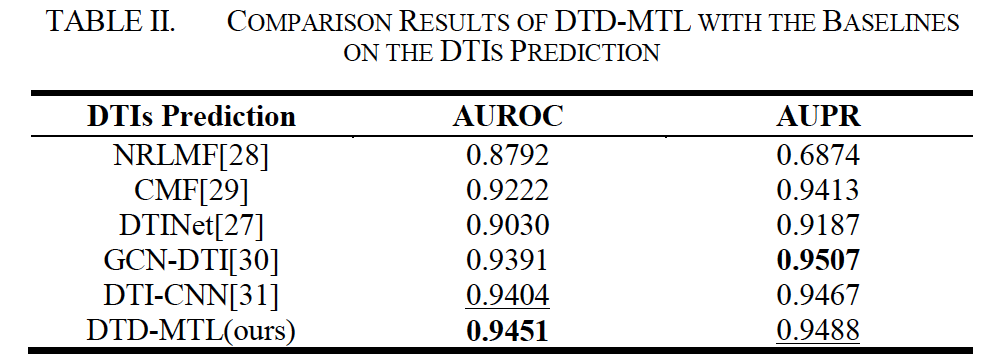 TABLE II. COMPARISON RESULTS OF DTD-MTL WITH THE BASELINES
ON THE DTIS PREDICTION
DTIs Prediction AUROC AUPR
NRLMF[28] 0.8792 0.6874
CMF[29] 0.9222 0.9413
DTINet[27] 0.9030 0.9187
GCN-DTI[30] 0.9391 0.9507
DTI-CNN[31] 0.9404 0.9467
DTD-MTL(ours) 0.9451 0.9488